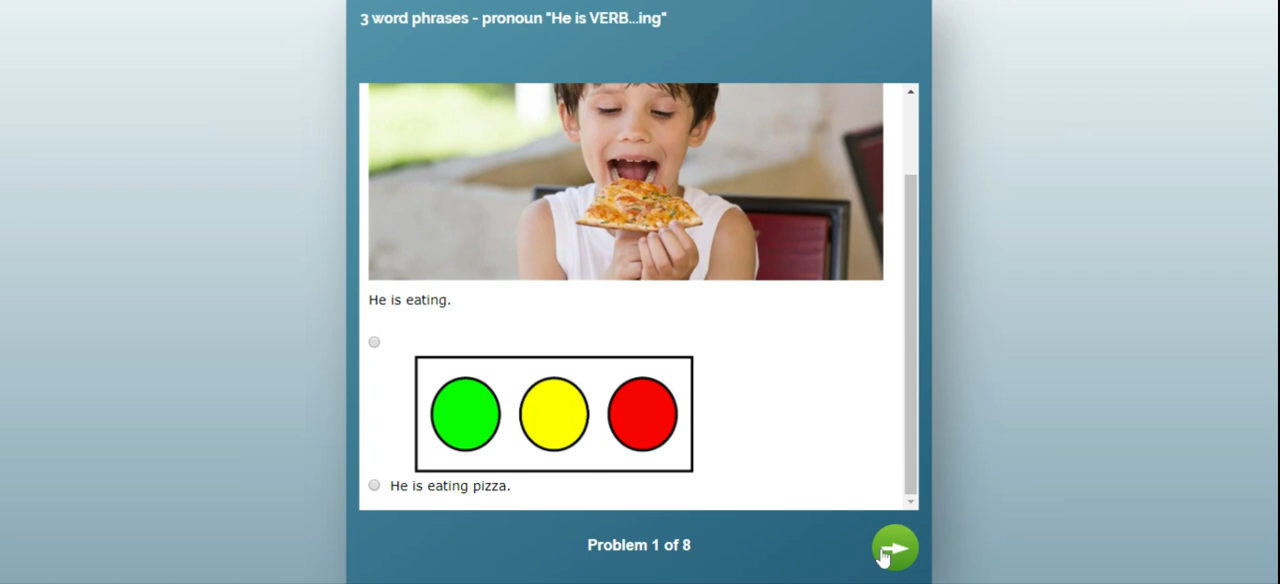 3 word phrases - pronoun "He is VERB...ing"
He is eating.
He is eating pizza.
Problem 1 of 8